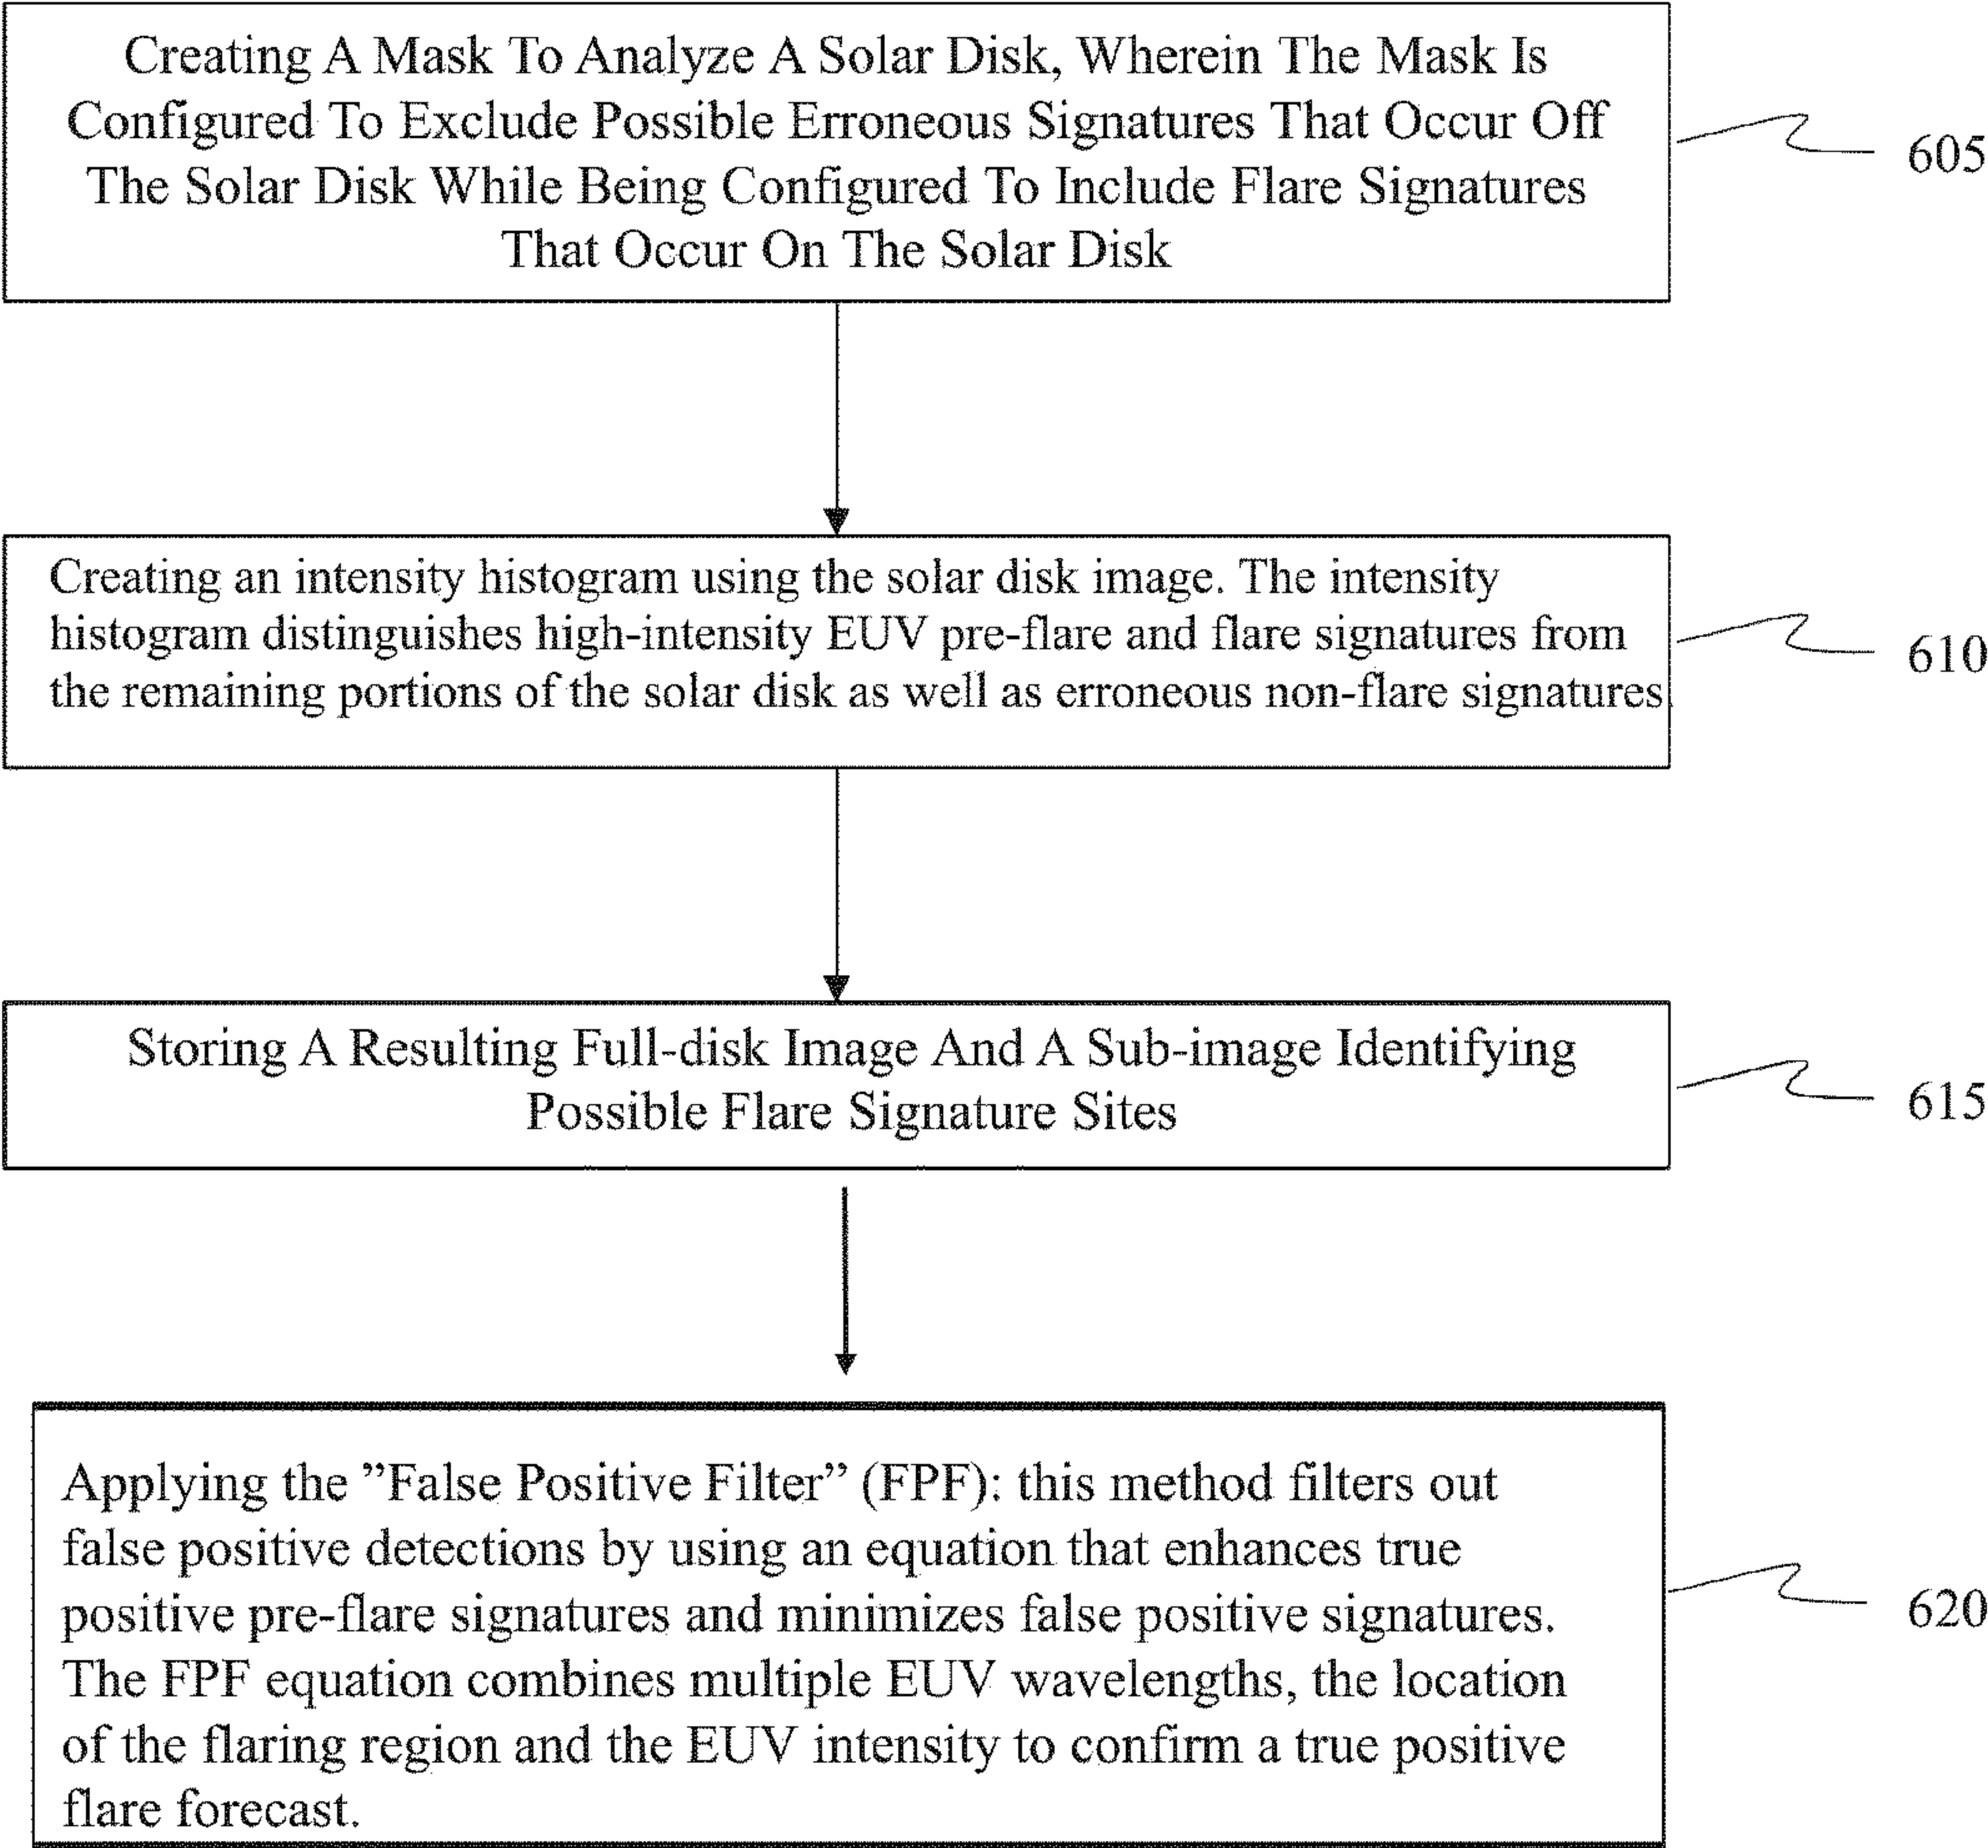 Creating A Mask To Analyze A Solar Disk, Wherein The Mask Is
Configured To Exclude Possible Erroneous Signatures That Occur Off
The Solar Disk While Being Configured To Include Flare Signatures
That Occur On The Solar Disk
605
Creating an intensity histogram using the solar disk image. The intensity
histogram distinguishes high-intensity EUV pre-flare and flare signatures from
the remaining portions of the solar disk as well as erroneous non-flare signatures.
610
Storing A Resulting Full-disk Image And A Sub-image Identifying
Possible Flare Signature Sites
615
Applying the ”False Positive Filter” (FPF): this method filters out
false positive detections by using an equation that enhances true
positive pre-flare signatures and minimizes false positive signatures.
The FPF equation combines multiple EUV wavelengths, the location
of the flaring region and the EUV intensity to confirm a true positive
flare forecast.
620